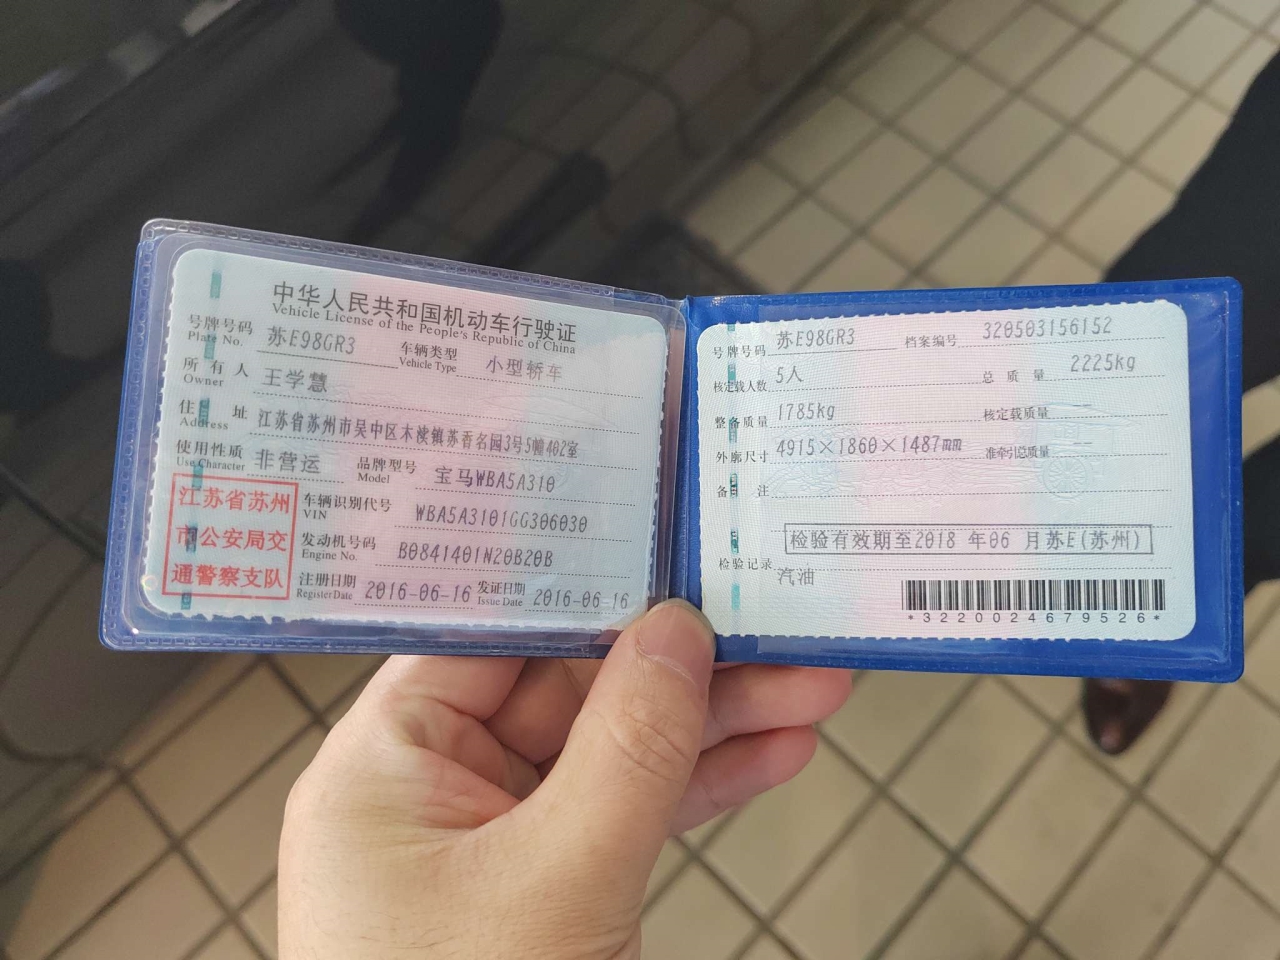 中华人民共和国机动车行驶证
Vehicle License of the People's Republic of China
号牌号码 苏E98GR3 车辆类型 小型轿车
Plate No. Vehicle Type
所有人 王学慧
Owner
住址 江苏省苏州市吴中区木渎镇苏香名园3号5幢402室
Address
使用性质 非营运 品牌型号 宝马WBA5A310
Use Character Model
江苏省苏州
市公安局交
通警察支队
车辆识别代号 WBA5A3101GG306030
VIN
发动机号码 B0841401N20B20B
Engine No.
注册日期 2016-06-16 发证日期 2016-06-16
Register Date Issue Date
号牌号码 苏E98GR3 档案编号 320503156152
核定载人数 5人 总质量 2225kg
整备质量 1785kg 核定载质量 --
外廓尺寸 4915×1860×1487mm 准牵引总质量 --
备注
检验有效期至2018 年06 月苏E(苏州)
检验记录
汽油
*3220024679526*